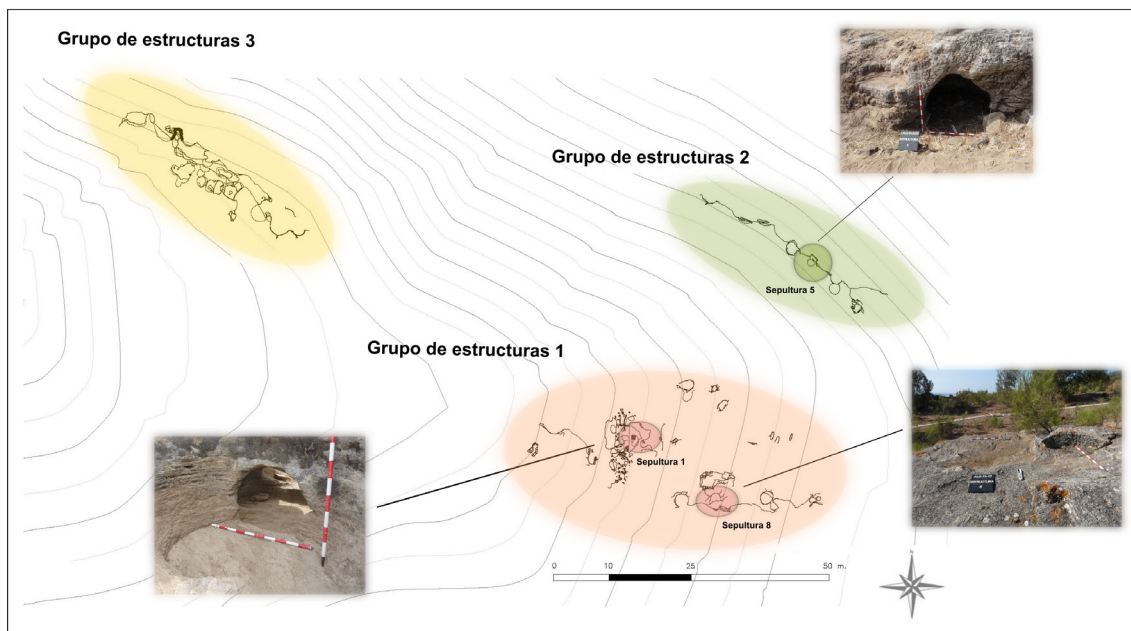 Grupo de estructuras 3
Grupo de estructuras 2
Sepultura 5
Grupo de estructuras 1
Sepultura 1
Sepultura 8
0 10 25 50 m.